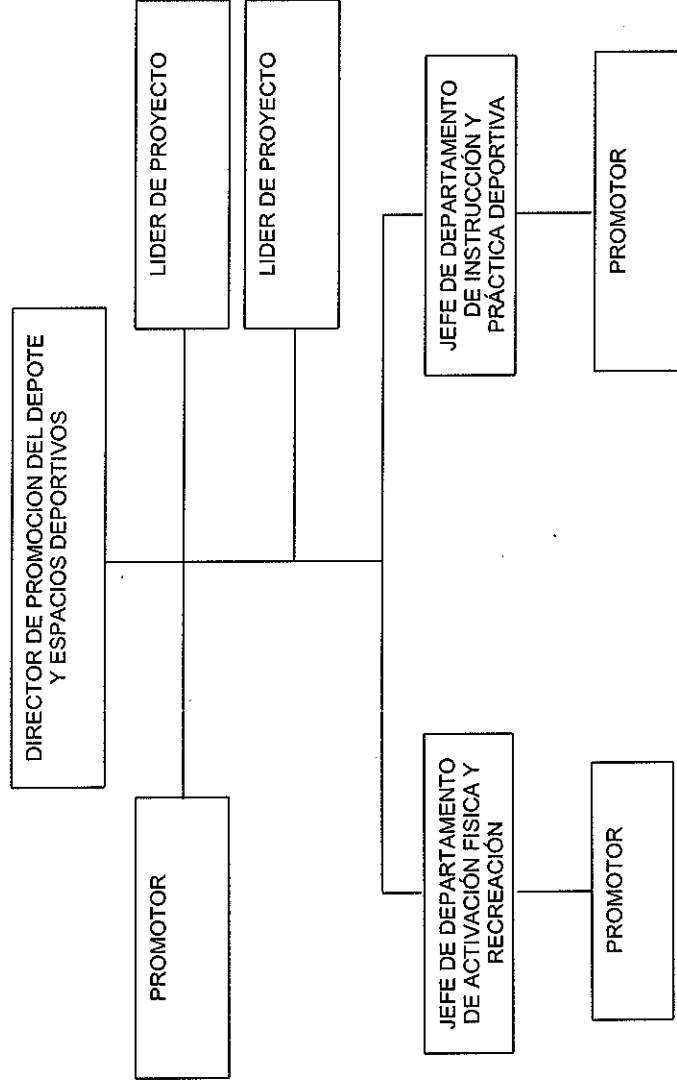 DIRECTOR DE PROMOCION DEL DEPOTE
Y ESPACIOS DEPORTIVOS
PROMOTOR
LIDER DE PROYECTO
LIDER DE PROYECTO
JEFE DE DEPARTAMENTO
DE ACTIVACIÓN FISICA Y
RECREACIÓN
JEFE DE DEPARTAMENTO
DE INSTRUCCIÓN Y
PRÁCTICA DEPORTIVA
PROMOTOR
PROMOTOR